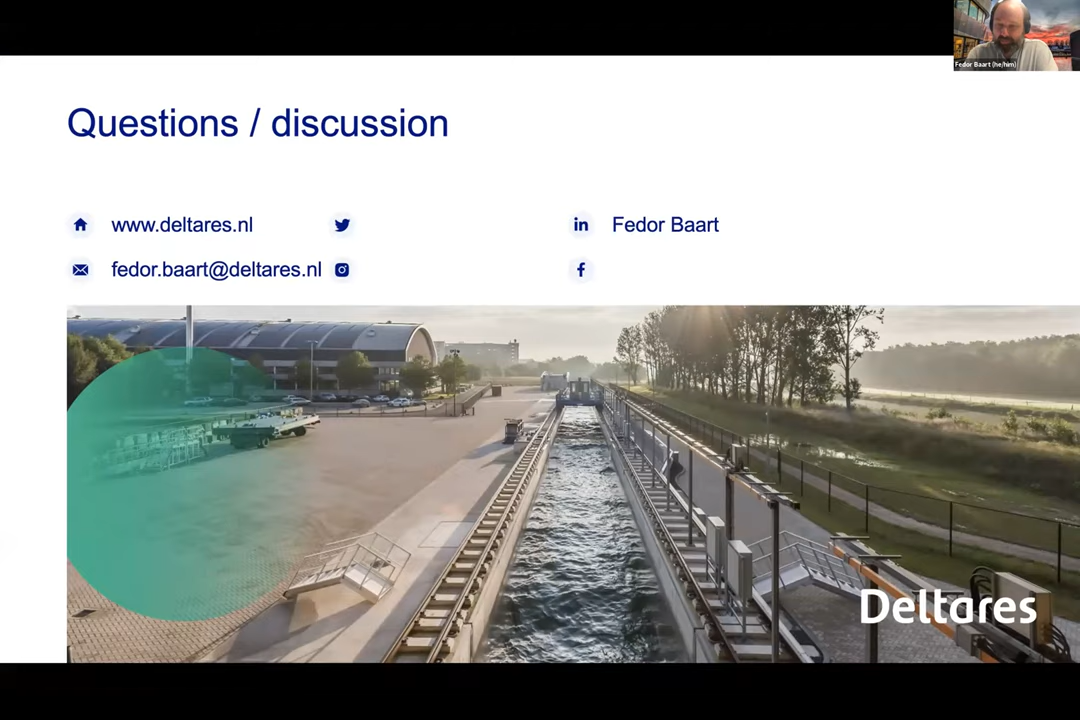 Fedor Baart (he/him)
Questions / discussion
www.deltares.nl
Fedor Baart
fedor.baart@deltares.nl
Deltares